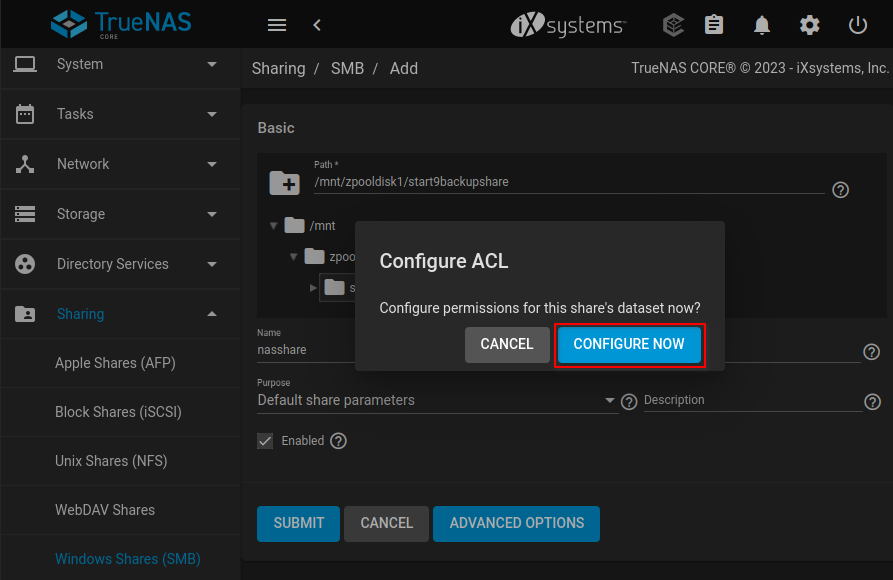 TrueNAS
CORE
iXsystems™
System
Tasks
Network
Storage
Directory Services
Sharing
Apple Shares (AFP)
Block Shares (iSCSI)
Unix Shares (NFS)
WebDAV Shares
Windows Shares (SMB)
Sharing / SMB / Add
TrueNAS CORE® © 2023 - iXsystems, Inc.
Basic
Path *
/mnt/zpooldisk1/start9backupshare
/mnt
zpoo
s
Configure ACL
Configure permissions for this share's dataset now?
CANCEL
CONFIGURE NOW
Name
nasshare
Purpose
Default share parameters
Description
Enabled
SUBMIT
CANCEL
ADVANCED OPTIONS